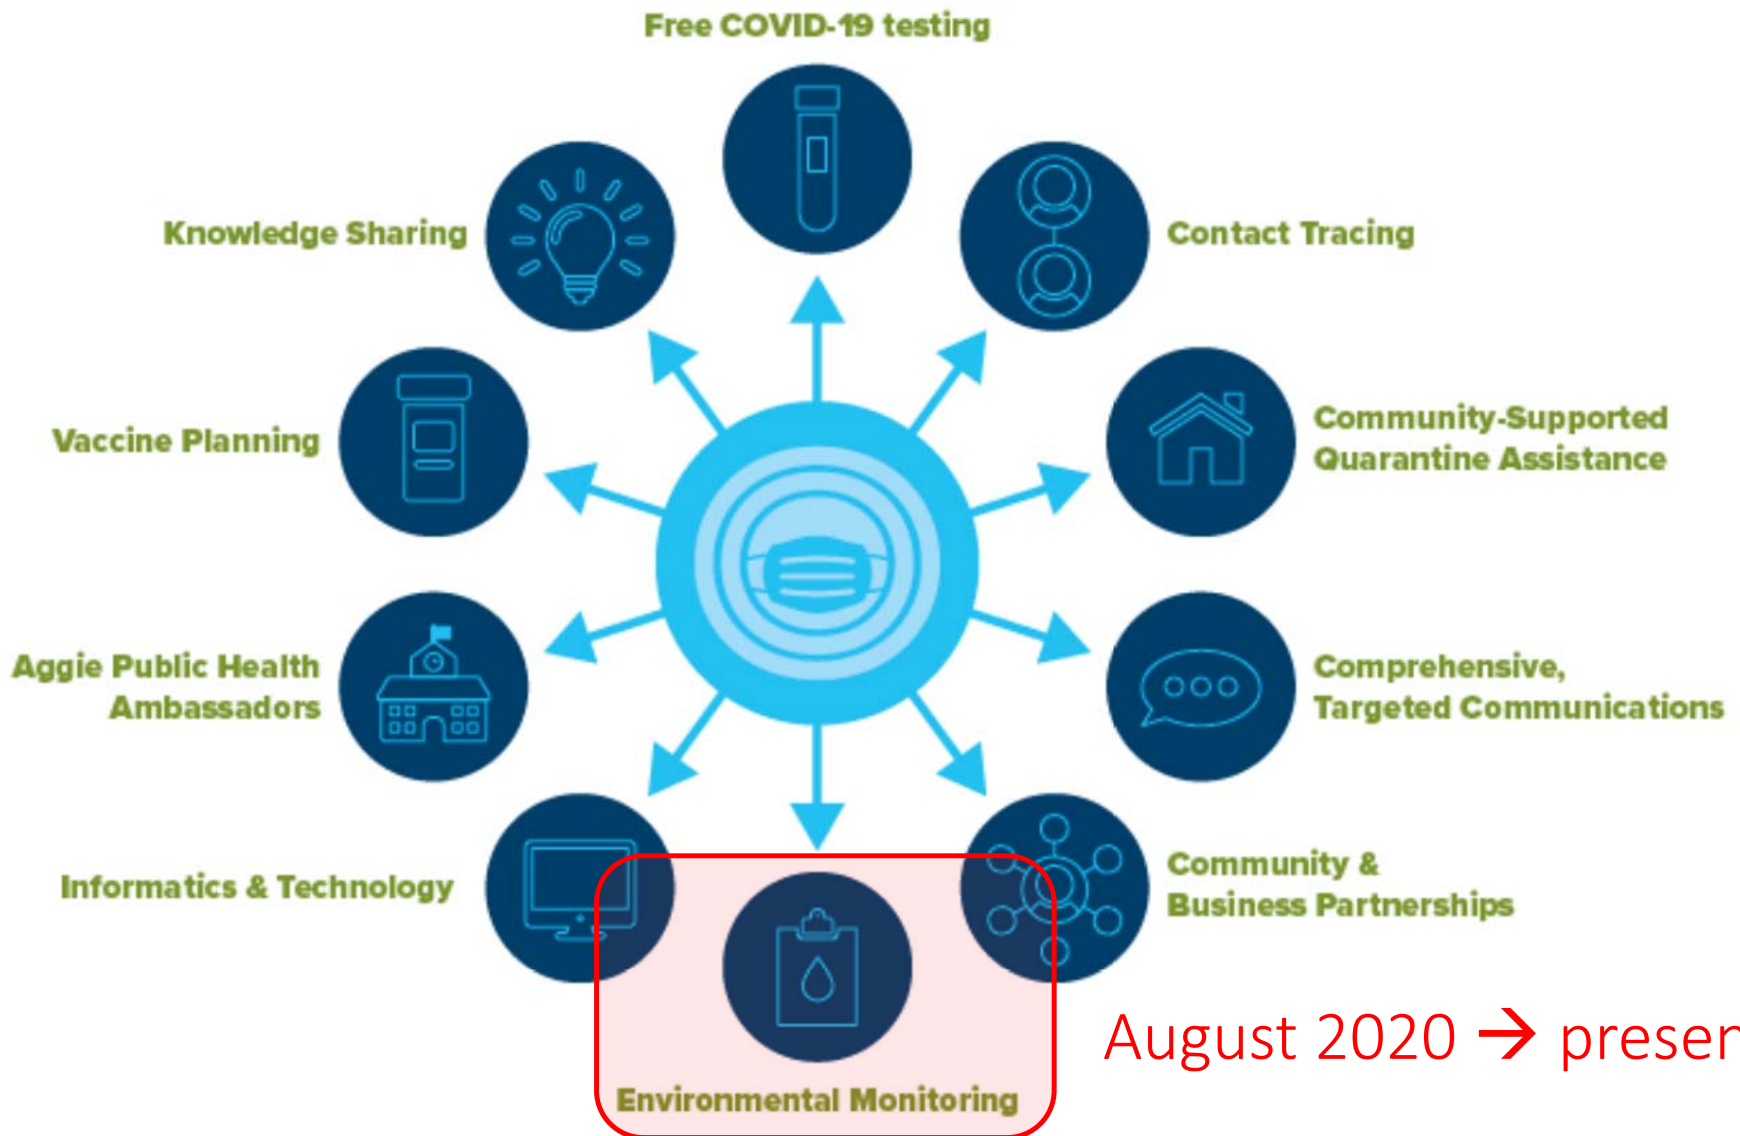 Free COVID-19 testing
Knowledge Sharing
Contact Tracing
Vaccine Planning
Community-Supported
Quarantine Assistance
Aggie Public Health
Ambassadors
Comprehensive,
Targeted Communications
Informatics & Technology
Community &
Business Partnerships
Environmental Monitoring
August 2020 →